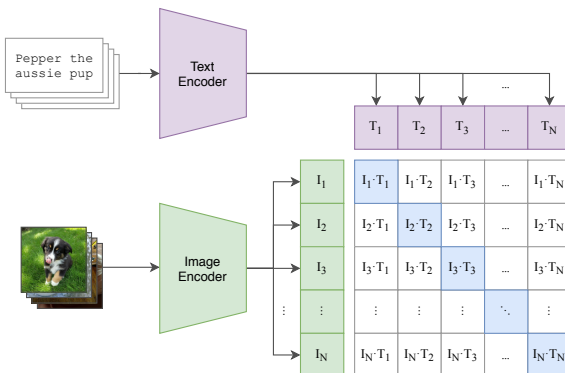 Pepper the
aussie pup
Text
Encoder
...
T1 T2 T3 ... TN
Image
Encoder
I1 I1·T1 I1·T2 I1·T3 ... I1·TN
I2 I2·T1 I2·T2 I2·T3 ... I2·TN
I3 I3·T1 I3·T2 I3·T3 ... I3·TN
⋮ ⋮ ⋮ ⋮ ⋮ ⋱ ⋮
IN IN·T1 IN·T2 IN·T3 ... IN·TN